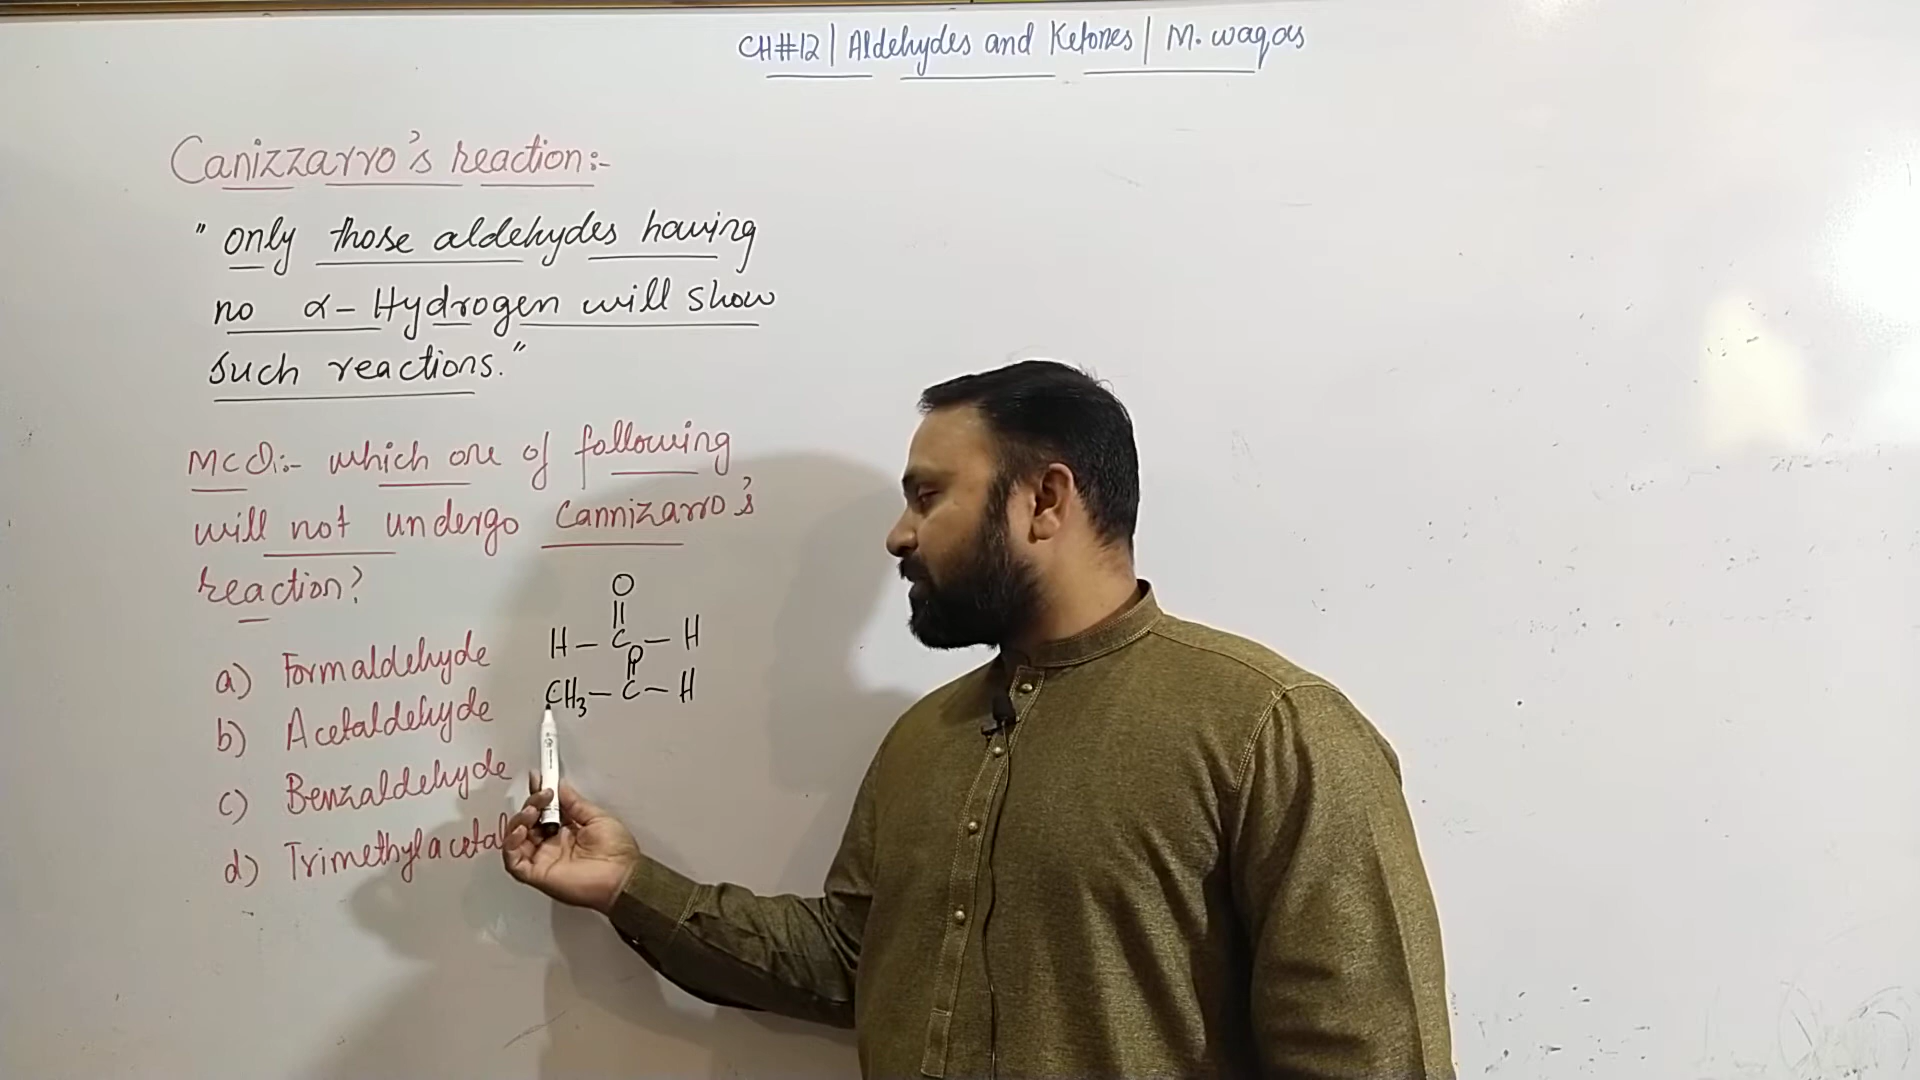 CH#12 | Aldehydes and Ketones | M. waqas
Canizzarro's reaction:-
"only those aldehydes having
no α-Hydrogen will show
such reactions."
MCQ:- which one of following
will not undergo Cannizarro's
reaction?
O
H - C - H
a) Formaldehyde
O
CH3 - C - H
b) Acetaldehyde
c) Benzaldehyde
d) Trimethylacetal